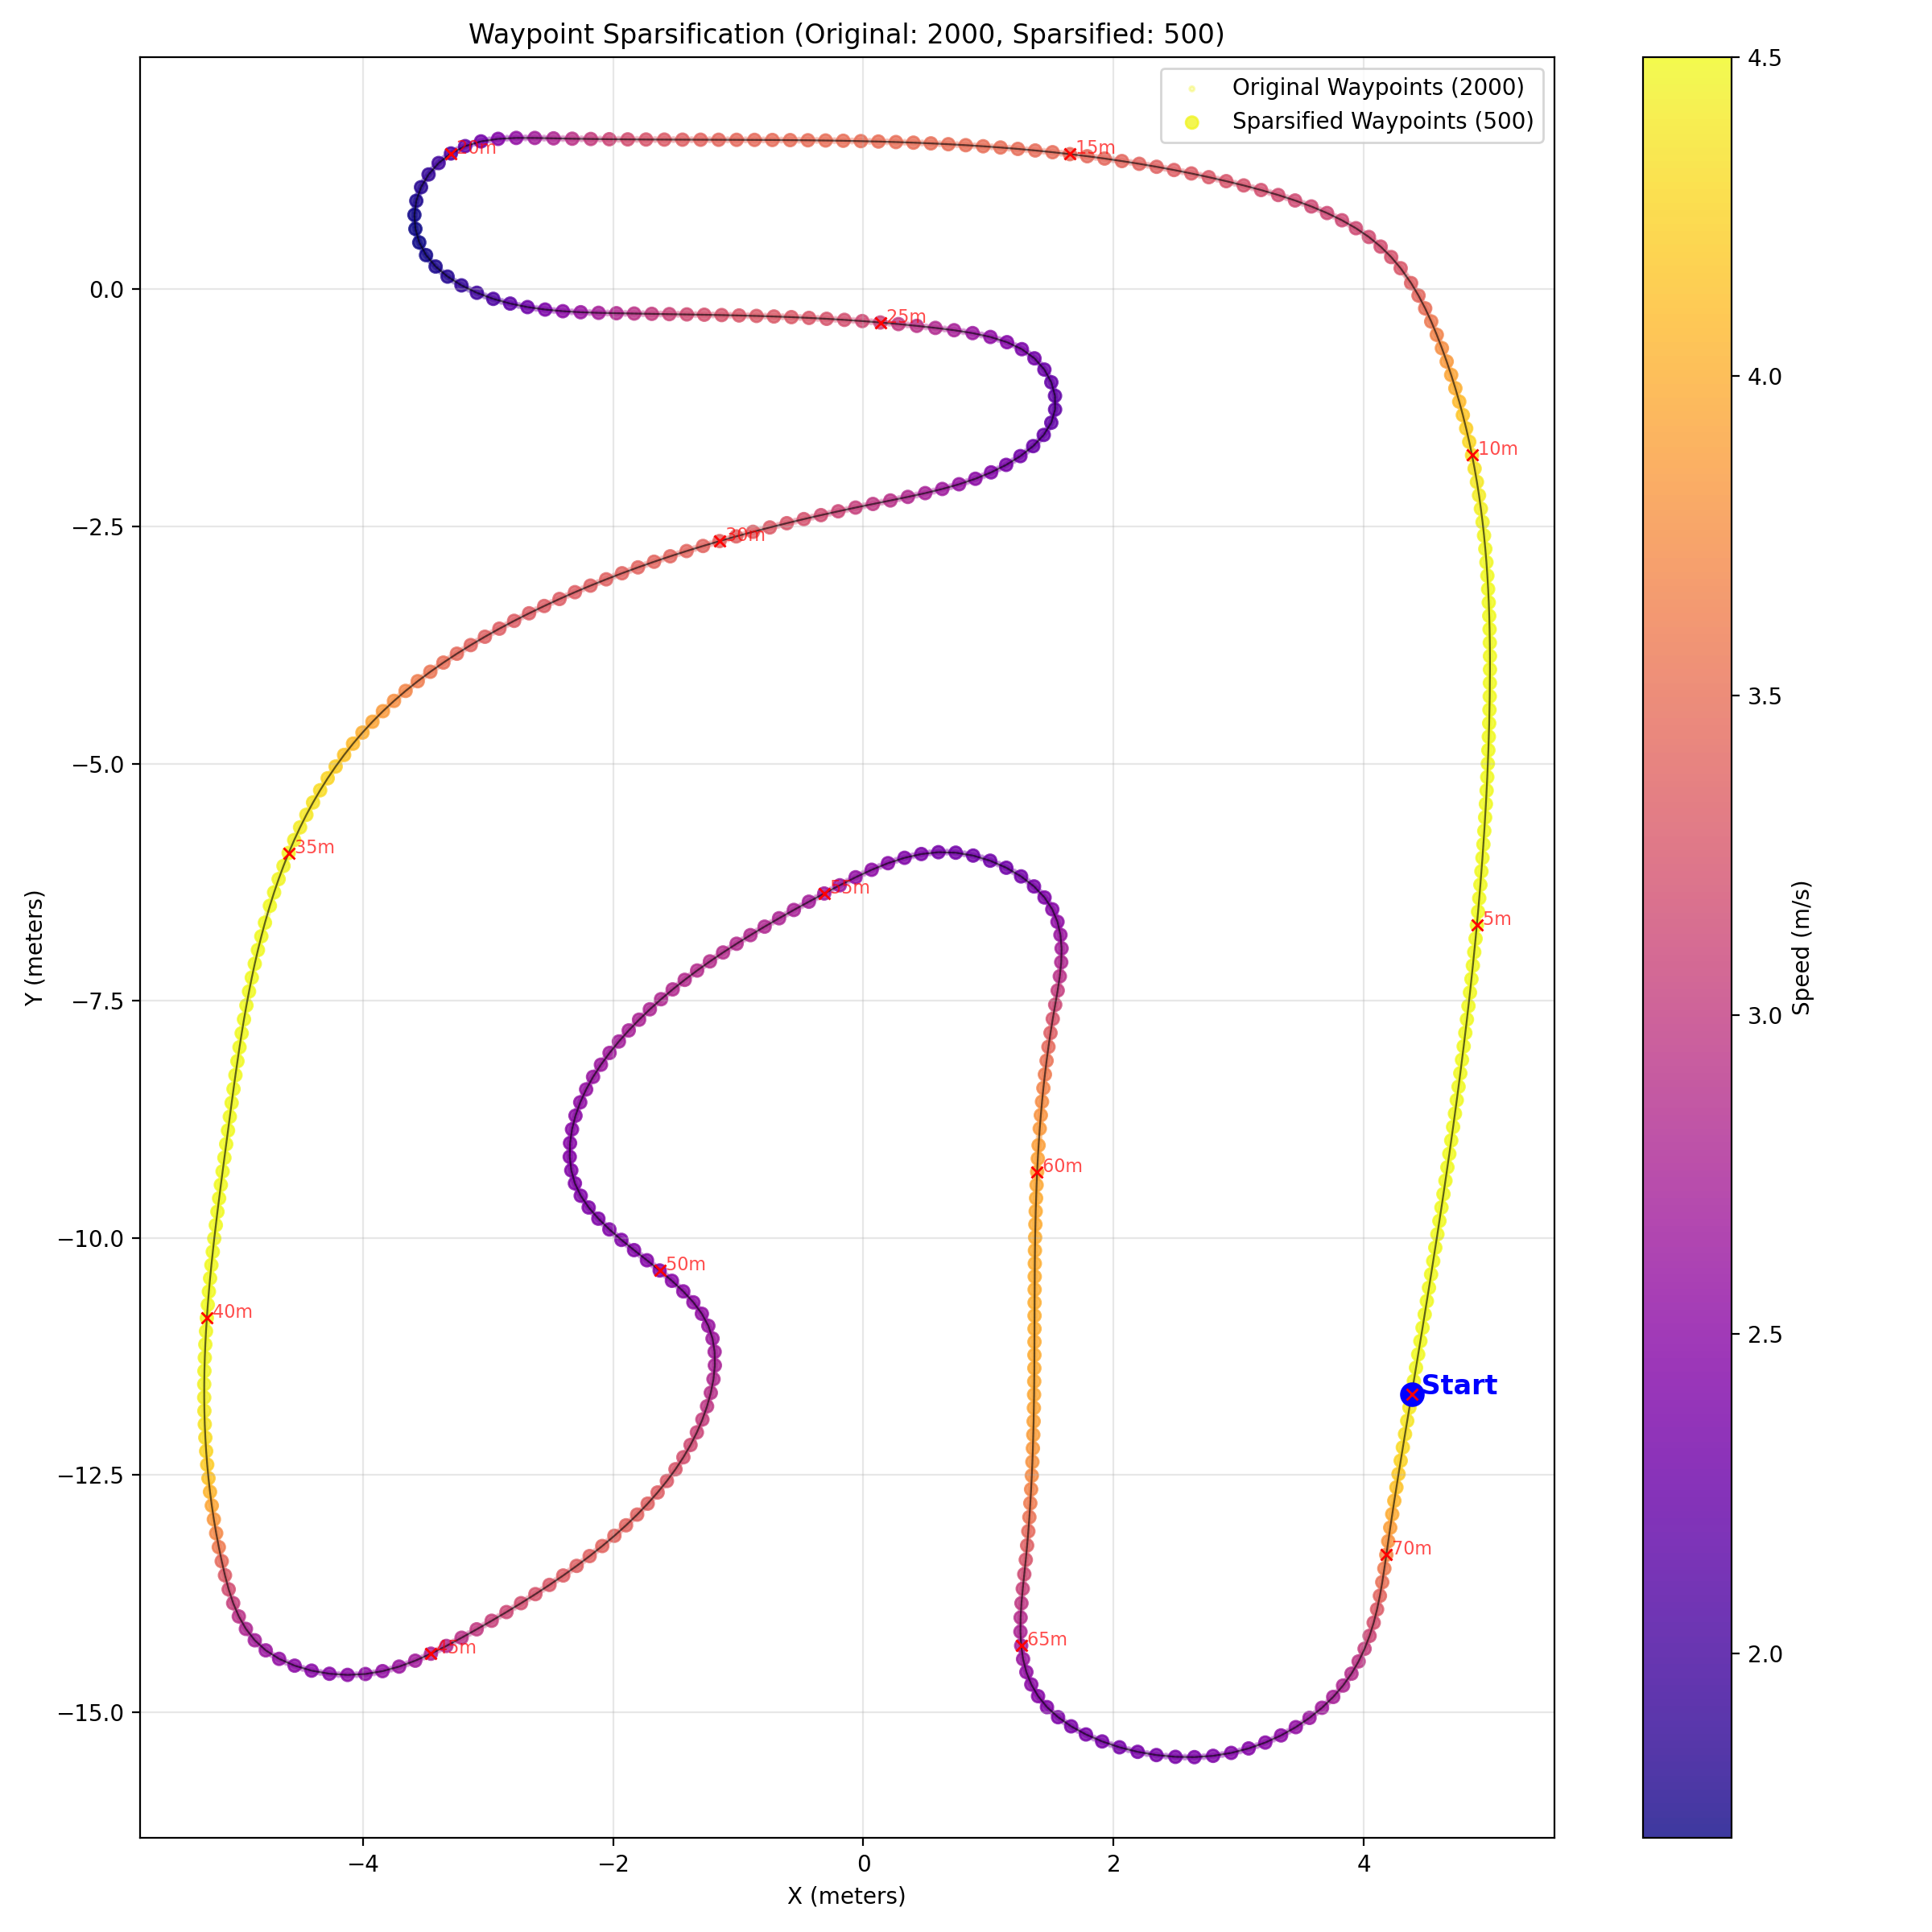 Waypoint Sparsification (Original: 2000, Sparsified: 500)
Original Waypoints (2000)
Sparsified Waypoints (500)
20m
15m
25m
10m
30m
35m
55m
5m
60m
50m
40m
Start
70m
45m
65m
0.0
−2.5
−5.0
−7.5
−10.0
−12.5
−15.0
Y (meters)
−4
−2
0
2
4
X (meters)
4.5
4.0
3.5
3.0
2.5
2.0
Speed (m/s)